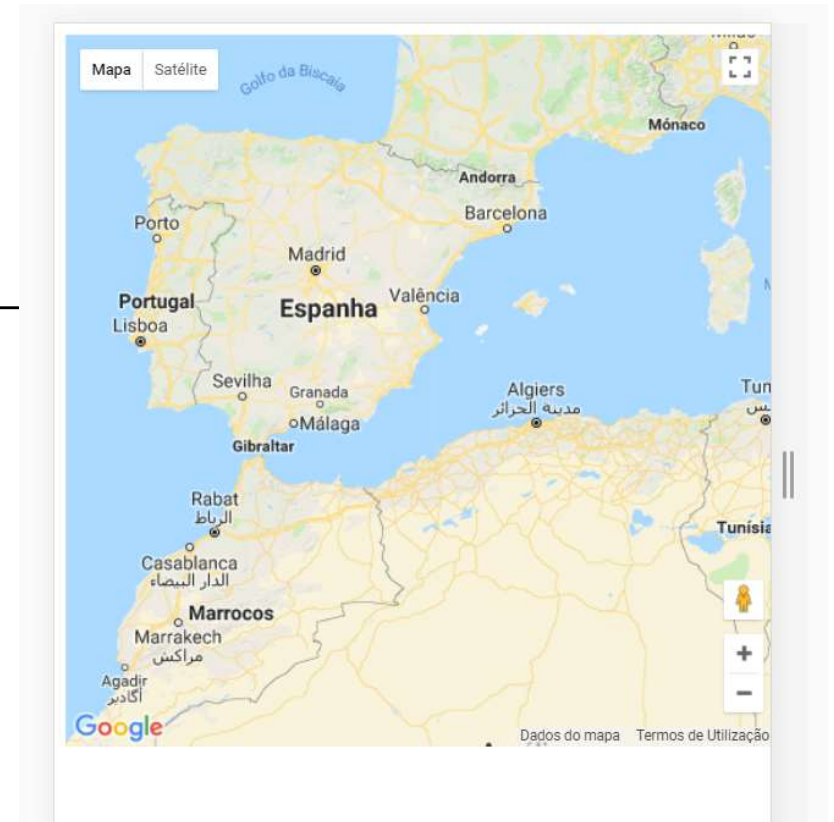 Mapa
Satélite
Golfo da Biscaia
Mónaco
Andorra
Barcelona
Porto
Madrid
Portugal
Espanha
Valência
Lisboa
Sevilha
Granada
Algiers
مدينة الجزائر
Málaga
Gibraltar
Rabat
الرباط
Tunísia
Casablanca
الدار البيضاء
Marrocos
Marrakech
مراكش
Agadir
أكادير
Google
Dados do mapa
Termos de Utilização